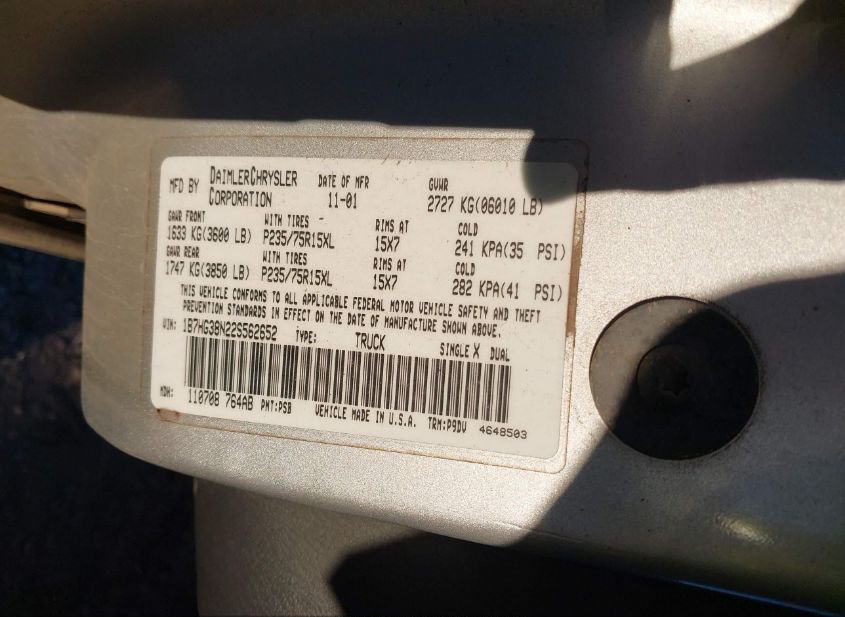 MFD BY DAIMLERCHRYSLER CORPORATION DATE OF MFR 11-01 GVWR 2727 KG(06010 LB)
GAWR FRONT WITH TIRES - RIMS AT COLD
1633 KG(3600 LB) P235/75R15XL 15X7 241 KPA(35 PSI)
GAWR REAR WITH TIRES RIMS AT COLD
1747 KG(3850 LB) P235/75R15XL 15X7 282 KPA(41 PSI)
THIS VEHICLE CONFORMS TO ALL APPLICABLE FEDERAL MOTOR VEHICLE SAFETY AND THEFT
PREVENTION STANDARDS IN EFFECT ON THE DATE OF MANUFACTURE SHOWN ABOVE.
VIN: 1B7HG38N22S562652 TYPE: TRUCK SINGLE X DUAL
MDH: 110708 764AB PNT:PSB VEHICLE MADE IN U.S.A. TRM:P9DV 4648503